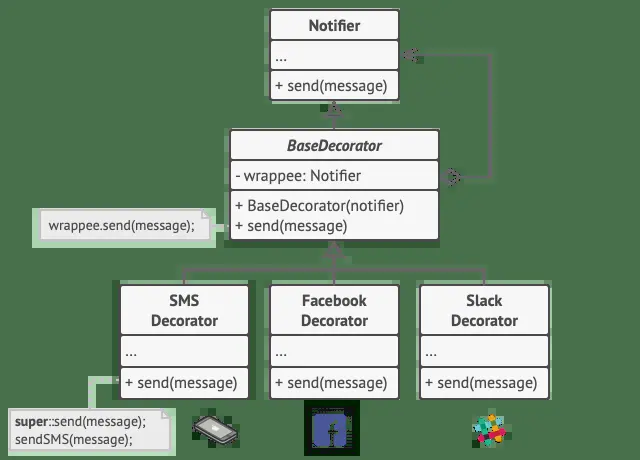 Notifier
...
+ send(message)
BaseDecorator
- wrappee: Notifier
+ BaseDecorator(notifier)
+ send(message)
wrappee.send(message);
SMS
Decorator
...
+ send(message)
Facebook
Decorator
...
+ send(message)
Slack
Decorator
...
+ send(message)
super::send(message);
sendSMS(message);